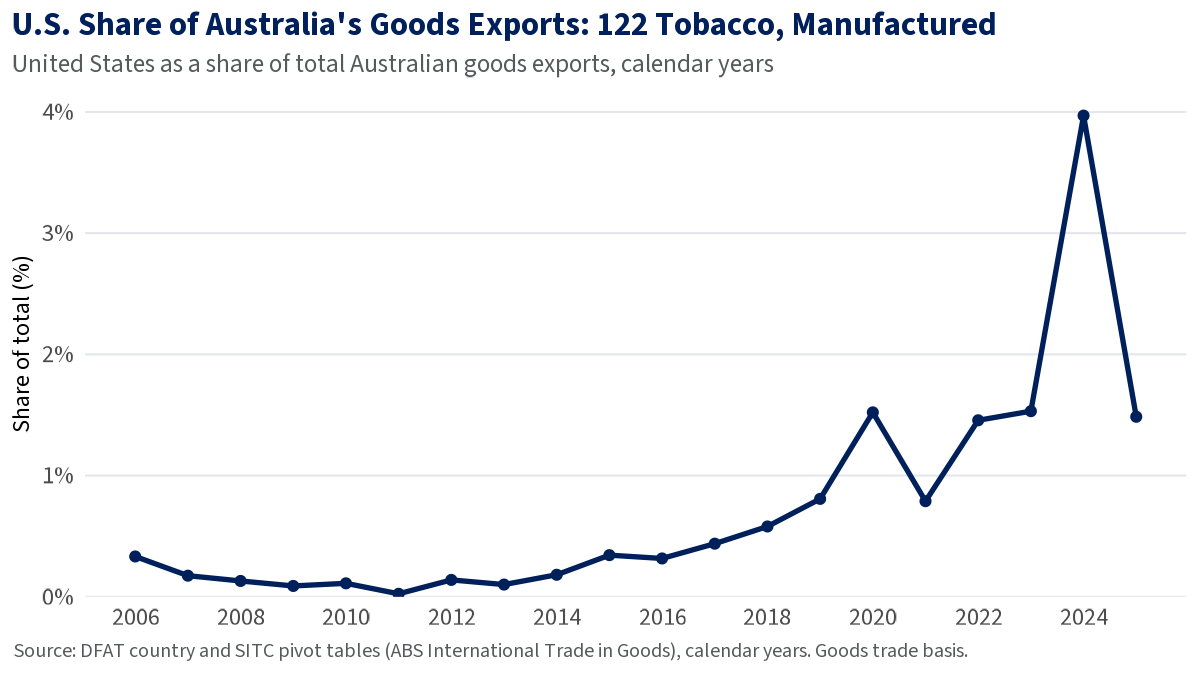 U.S. Share of Australia's Goods Exports: 122 Tobacco, Manufactured
United States as a share of total Australian goods exports, calendar years
Share of total (%)
4%
3%
2%
1%
0%
2006 2008 2010 2012 2014 2016 2018 2020 2022 2024
Source: DFAT country and SITC pivot tables (ABS International Trade in Goods), calendar years. Goods trade basis.